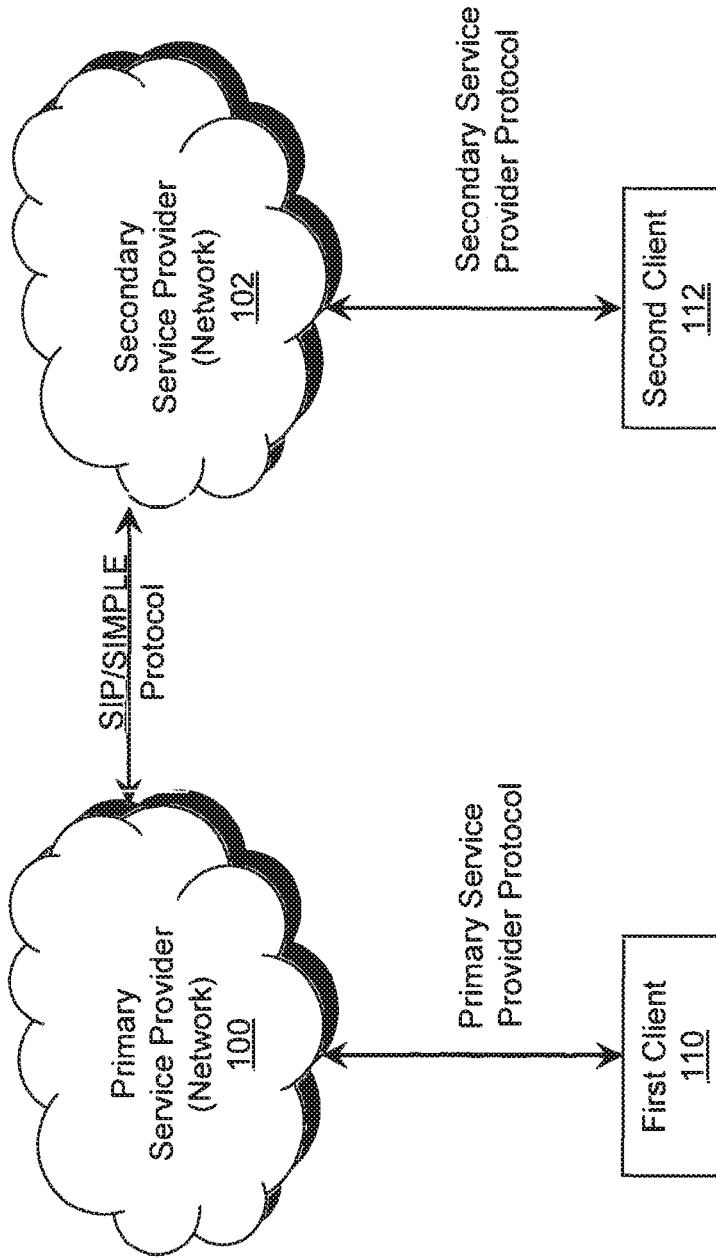 Primary
Service Provider
(Network)
100
SIP/SIMPLE
Protocol
Secondary
Service Provider
(Network)
102
Primary Service
Provider Protocol
Secondary Service
Provider Protocol
First Client
110
Second Client
112